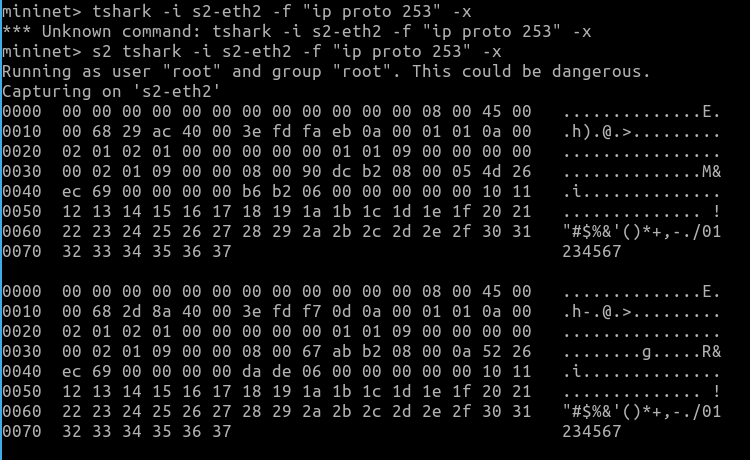 mininet> tshark -i s2-eth2 -f "ip proto 253" -x
*** Unknown command: tshark -i s2-eth2 -f "ip proto 253" -x
mininet> s2 tshark -i s2-eth2 -f "ip proto 253" -x
Running as user "root" and group "root". This could be dangerous.
Capturing on 's2-eth2'
0000  00 00 00 00 00 00 00 00 00 00 00 00 08 00 45 00   ..............E.
0010  00 68 29 ac 40 00 3e fd fa eb 0a 00 01 01 0a 00   .h).@.>.........
0020  02 01 02 01 00 00 00 00 00 01 01 09 00 00 00 00   ................
0030  00 02 01 09 00 00 08 00 90 dc b2 08 00 05 4d 26   ..............M&
0040  ec 69 00 00 00 00 b6 b2 06 00 00 00 00 00 10 11   .i..............
0050  12 13 14 15 16 17 18 19 1a 1b 1c 1d 1e 1f 20 21   .............. !
0060  22 23 24 25 26 27 28 29 2a 2b 2c 2d 2e 2f 30 31   "#$%&'()*+,-./01
0070  32 33 34 35 36 37                                 234567
0000  00 00 00 00 00 00 00 00 00 00 00 00 08 00 45 00   ..............E.
0010  00 68 2d 8a 40 00 3e fd f7 0d 0a 00 01 01 0a 00   .h-.@.>.........
0020  02 01 02 01 00 00 00 00 00 01 01 09 00 00 00 00   ................
0030  00 02 01 09 00 00 08 00 67 ab b2 08 00 0a 52 26   ........g.....R&
0040  ec 69 00 00 00 00 da de 06 00 00 00 00 00 10 11   .i..............
0050  12 13 14 15 16 17 18 19 1a 1b 1c 1d 1e 1f 20 21   .............. !
0060  22 23 24 25 26 27 28 29 2a 2b 2c 2d 2e 2f 30 31   "#$%&'()*+,-./01
0070  32 33 34 35 36 37                                 234567